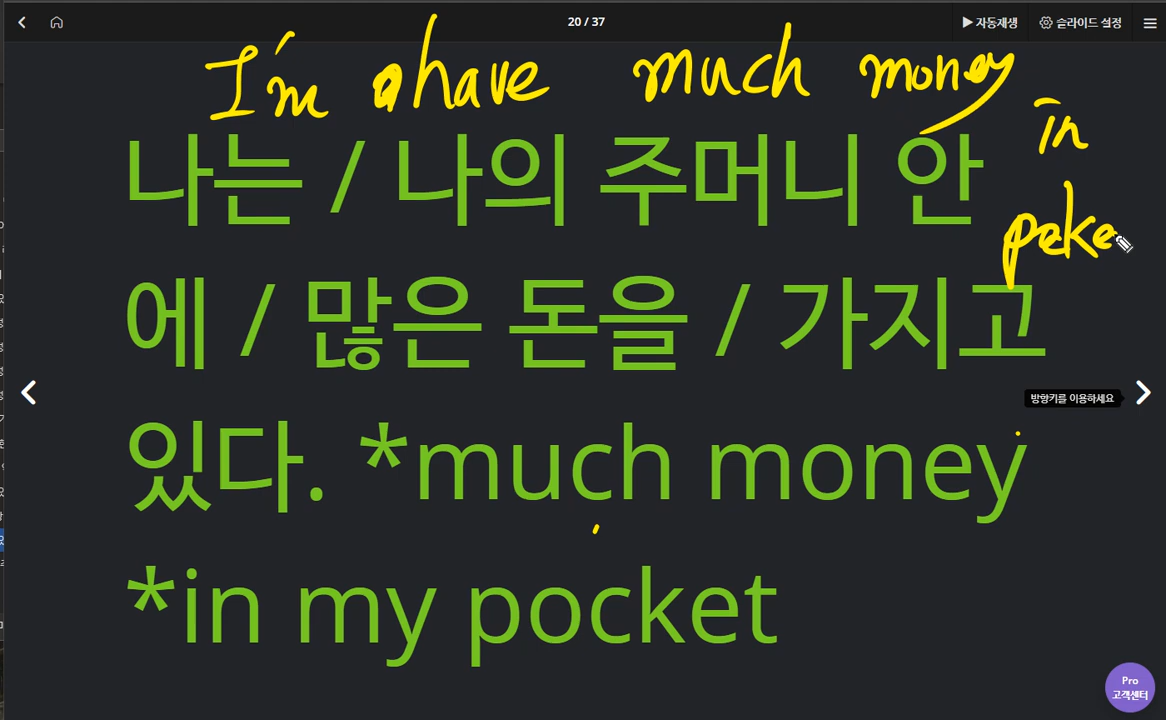 20 / 37
▶ 자동재생
슬라이드 설정
I'm have much money
in
poke
나는 / 나의 주머니 안
에 / 많은 돈을 / 가지고
방향키를 이용하세요
있다. *much money
*in my pocket
Pro
고객센터